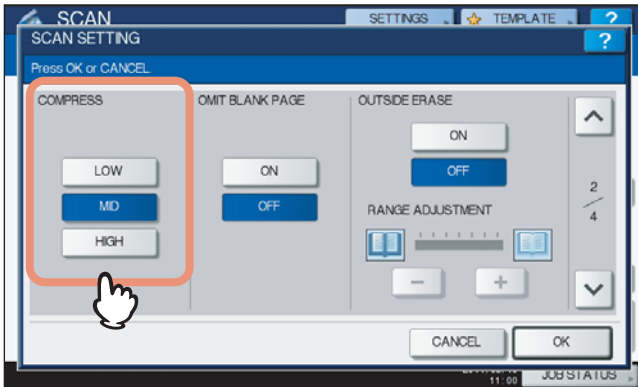 SCAN
SETTINGS
TEMPLATE
?
SCAN SETTING
?
Press OK or CANCEL
COMPRESS
OMIT BLANK PAGE
OUTSIDE ERASE
LOW
MID
HIGH
ON
OFF
ON
OFF
RANGE ADJUSTMENT
−
+
2
4
CANCEL
OK
11:00
JOB STATUS